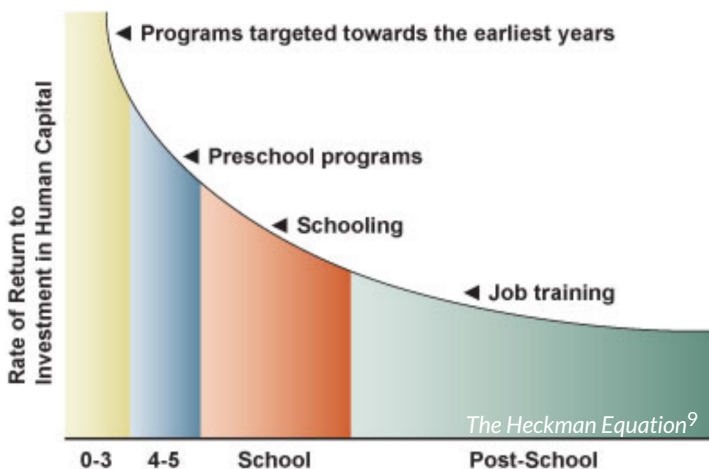 ◄ Programs targeted towards the earliest years
◄ Preschool programs
◄ Schooling
◄ Job training
Rate of Return to
Investment in Human Capital
The Heckman Equation9
0-3 4-5 School Post-School